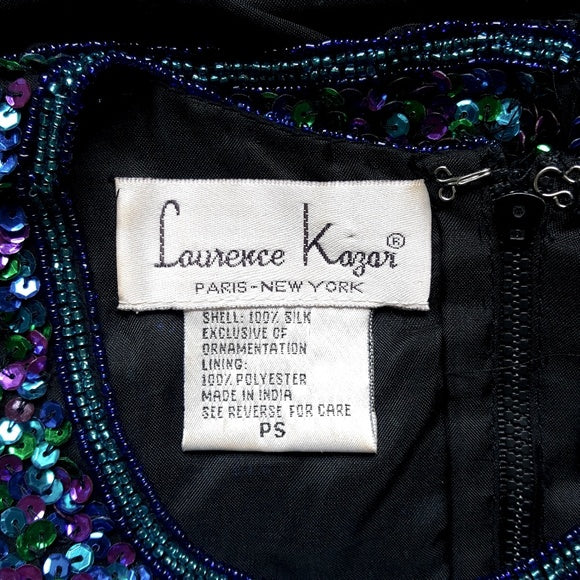 Laurence Kazar®
PARIS-NEW YORK
SHELL: 100% SILK
EXCLUSIVE OF
ORNAMENTATION
LINING:
100% POLYESTER
MADE IN INDIA
SEE REVERSE FOR CARE
PS